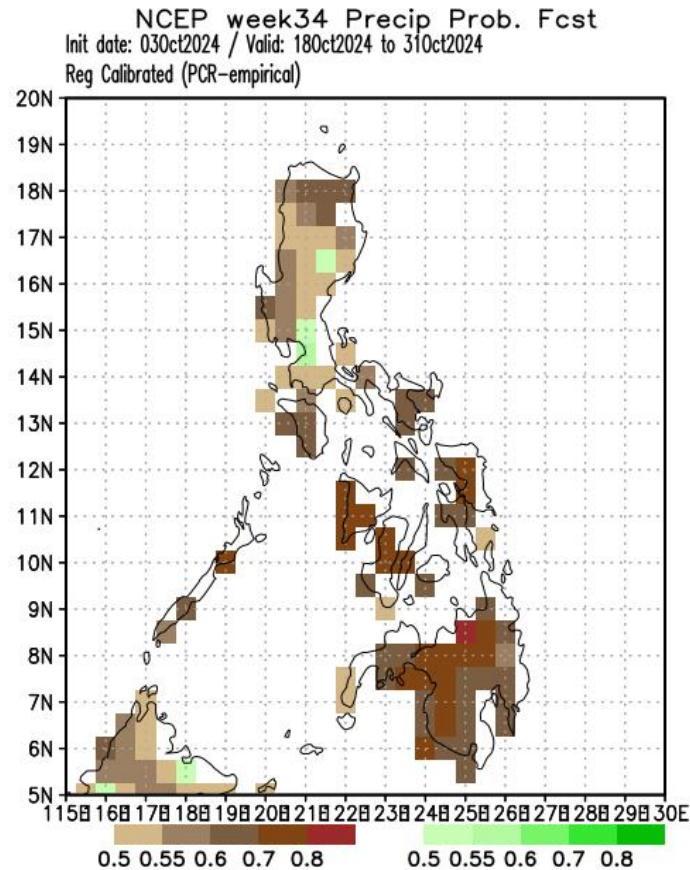 NCEP week34 Precip Prob. Fcst
Init date: 03Oct2024 / Valid: 18Oct2024 to 31Oct2024
Reg Calibrated (PCR-empirical)
20N
19N
18N
17N
16N
15N
14N
13N
12N
11N
10N
9N
8N
7N
6N
5N
115E 116E 117E 118E 119E 120E 121E 122E 123E 124E 125E 126E 127E 128E 129E 130E
0.5 0.55 0.6 0.7 0.8 0.5 0.55 0.6 0.7 0.8